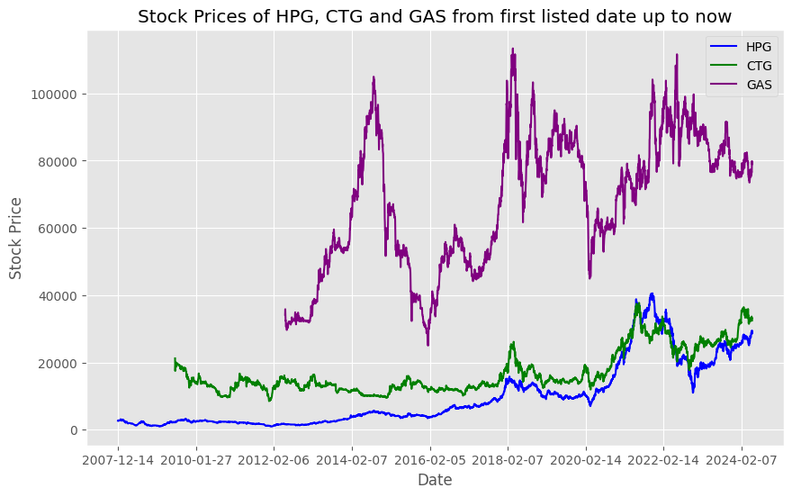 Stock Prices of HPG, CTG and GAS from first listed date up to now
HPG
CTG
GAS
100000
80000
60000
40000
20000
0
Stock Price
2007-12-14 2010-01-27 2012-02-06 2014-02-07 2016-02-05 2018-02-07 2020-02-14 2022-02-14 2024-02-07
Date